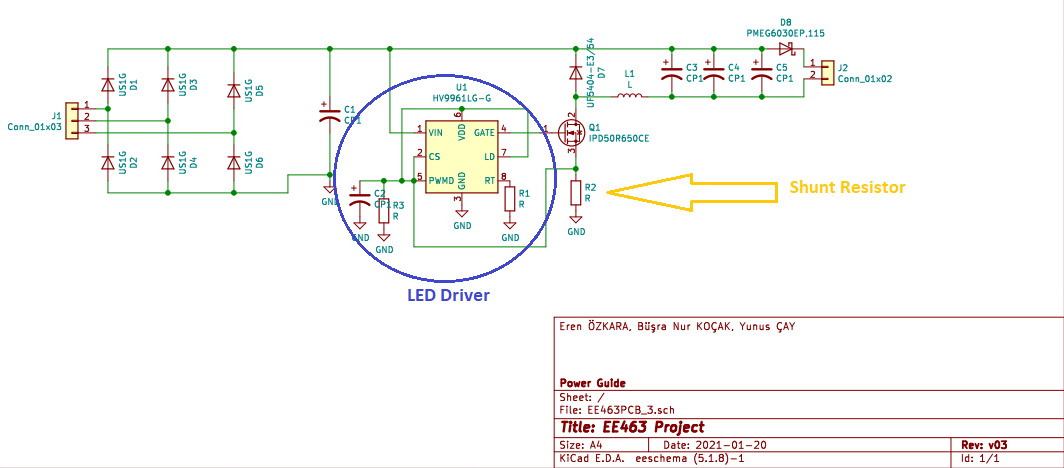 D8
PMEG6030EP,115
J1
Conn_01x03
1
2
3
US1G
D1
US1G
D3
US1G
D5
US1G
D2
US1G
D4
US1G
D6
C1
CP1
GND
U1
HV9961LG-G
VIN
CS
PWMD
VDD
GND
GATE
LD
RT
1
2
5
6
3
4
7
8
C2
CP1
GND
R3
R
GND
GND
R1
R
GND
UF5404-E3/54
D7
L1
L
1
2
3
Q1
IPD50R650CE
R2
R
GND
C3
CP1
C4
CP1
C5
CP1
1
2
J2
Conn_01x02
Shunt Resistor
LED Driver
Eren ÖZKARA, Büşra Nur KOÇAK, Yunus ÇAY
Power Guide
Sheet: /
File: EE463PCB_3.sch
Title: EE463 Project
Size: A4 Date: 2021-01-20 Rev: v03
KiCad E.D.A. eeschema (5.1.8)-1 Id: 1/1